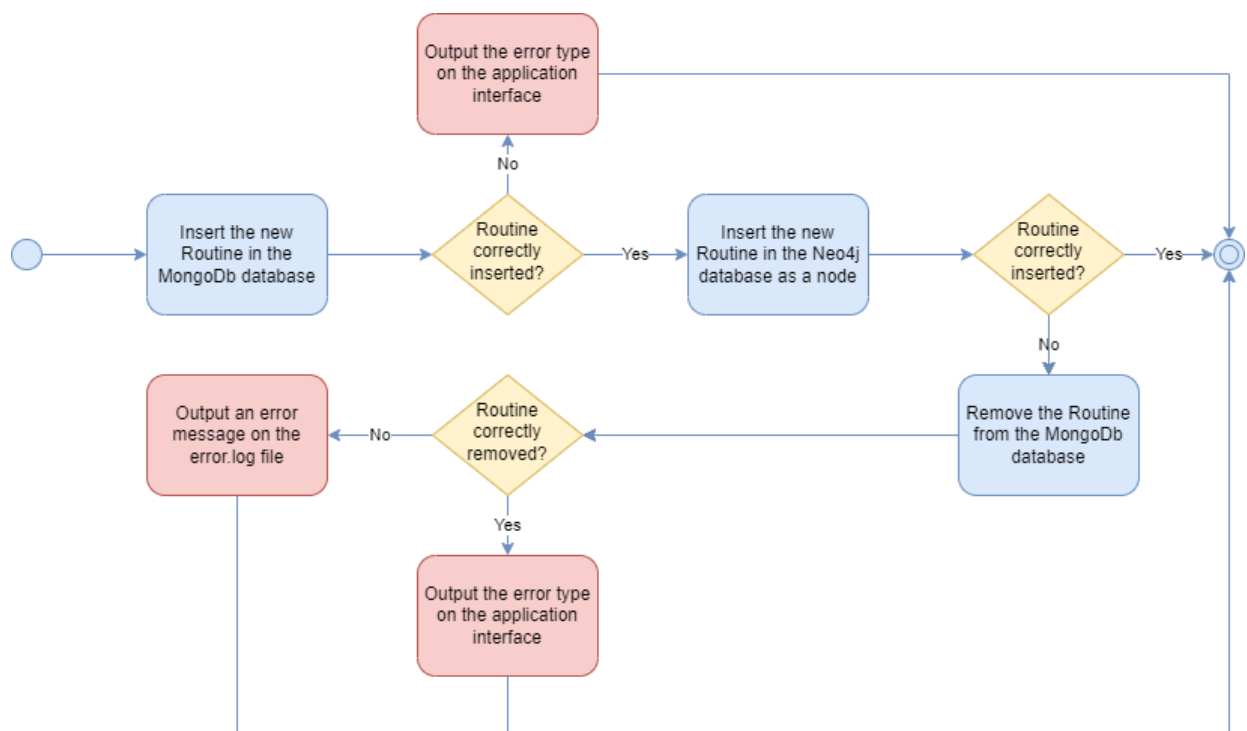 Output the error type
on the application
interface
No
Insert the new
Routine in the
MongoDb database
Routine
correctly
inserted?
Yes
Insert the new
Routine in the Neo4j
database as a node
Routine
correctly
inserted?
Yes
No
Output an error
message on the
error.log file
No
Routine
correctly
removed?
Remove the Routine
from the MongoDb
database
Yes
Output the error type
on the application
interface